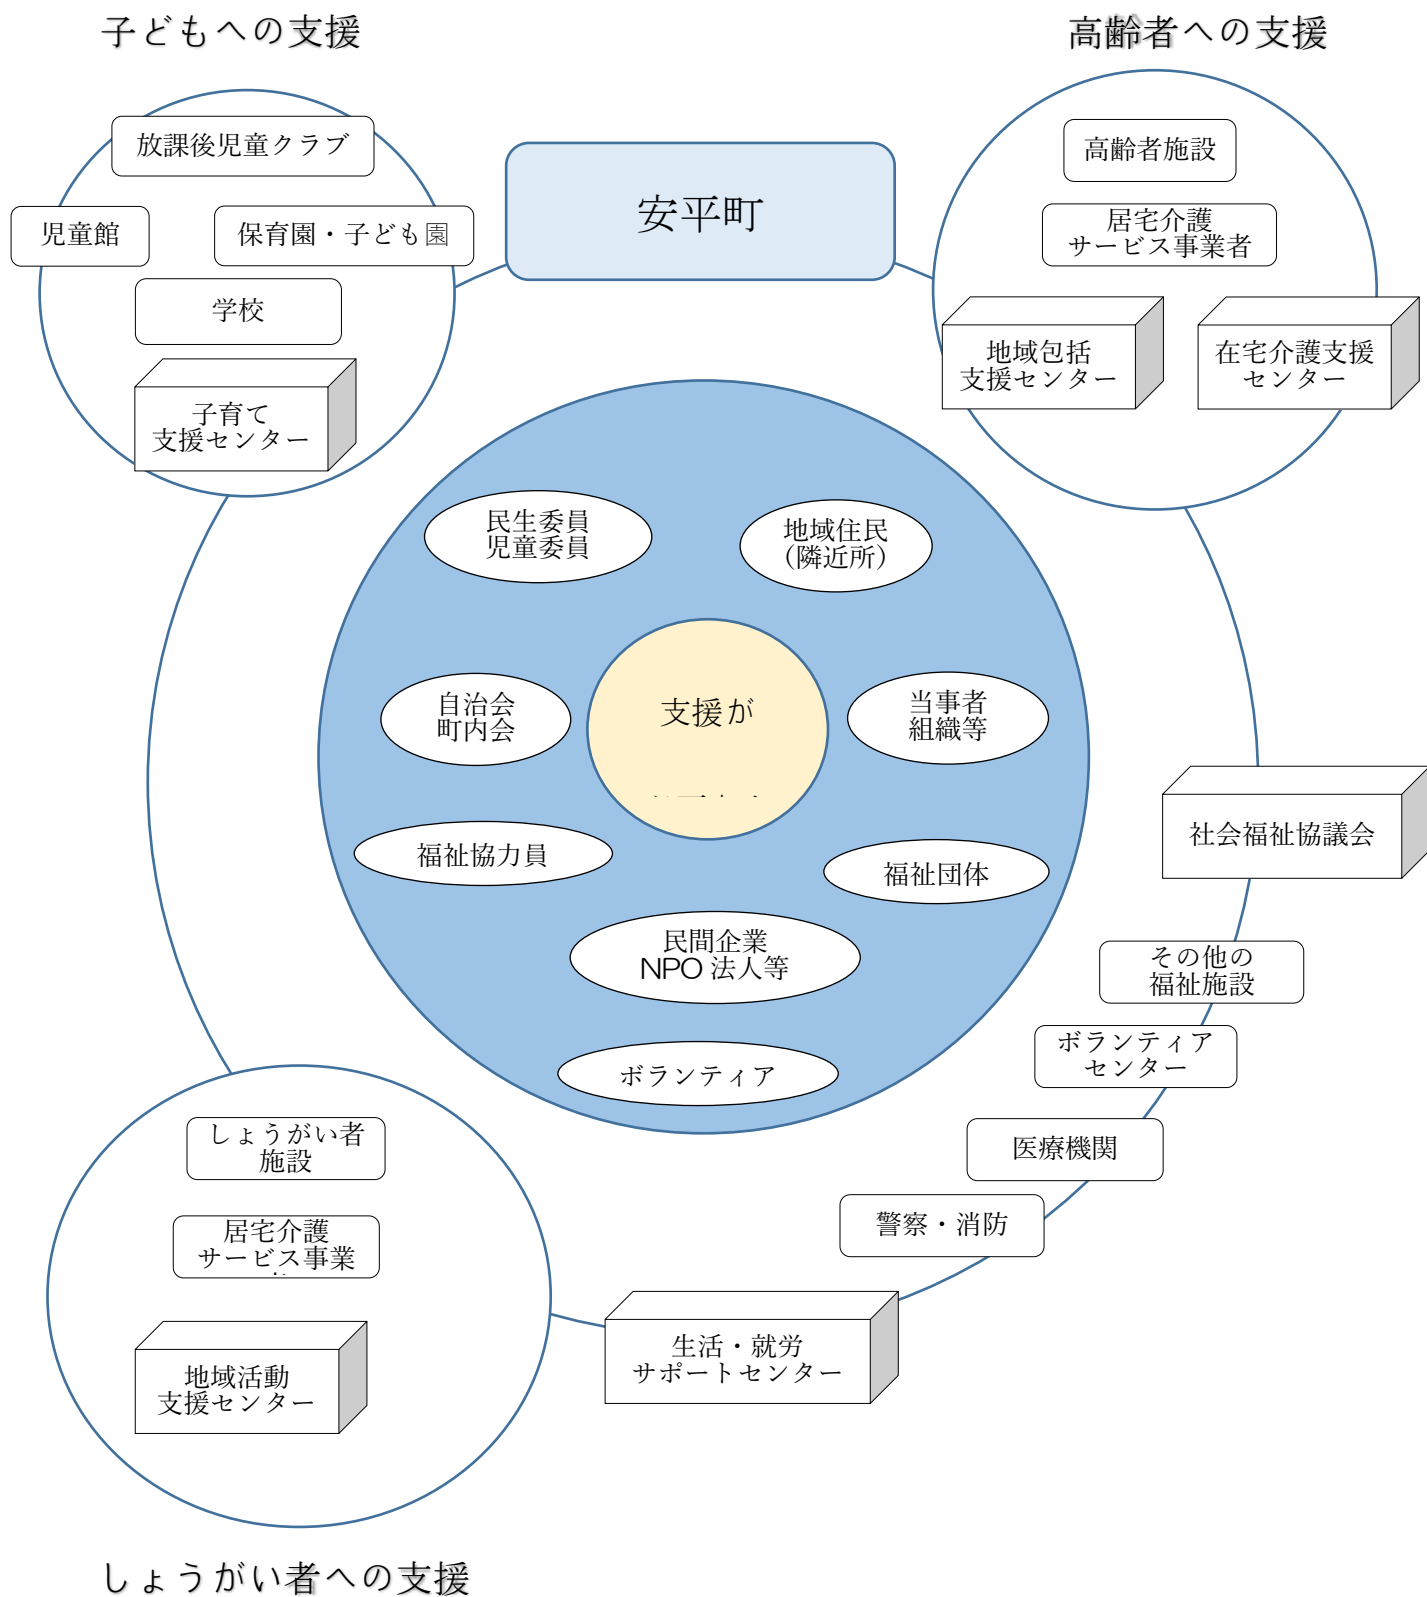 子どもへの支援
高齢者への支援
放課後児童クラブ
児童館
保育園・子ども園
学校
子育て
支援センター
安平町
高齢者施設
居宅介護
サービス事業者
地域包括
支援センター
在宅介護支援
センター
民生委員
児童委員
地域住民
（隣近所）
自治会
町内会
支援が
当事者
組織等
福祉協力員
福祉団体
民間企業
NPO 法人等
ボランティア
社会福祉協議会
その他の
福祉施設
ボランティア
センター
医療機関
警察・消防
生活・就労
サポートセンター
しょうがい者
施設
居宅介護
サービス事業
地域活動
支援センター
しょうがい者への支援